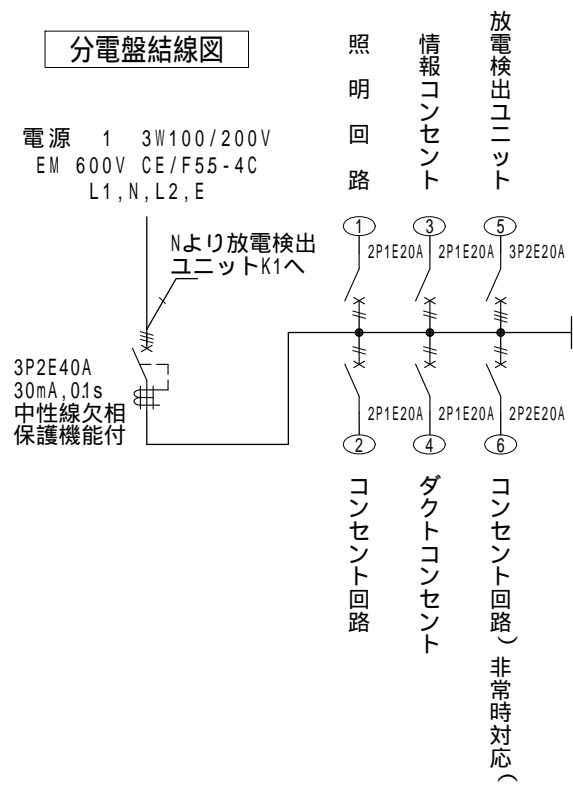 分電盤結線図
電源 1 3W100/200V
EM 600V CE/F5.5-4C
L1,N,L2,E
Nより放電検出
ユニットK1へ
3P2E40A
30mA,0.1s
中性線欠相
保護機能付
照明回路
情報コンセント
放電検出ユニット
1
3
5
2P1E20A
2P1E20A
3P2E20A
2P1E20A
2P1E20A
2P2E20A
2
4
6
コンセント回路
ダクトコンセント
コンセント回路)非常時対応(